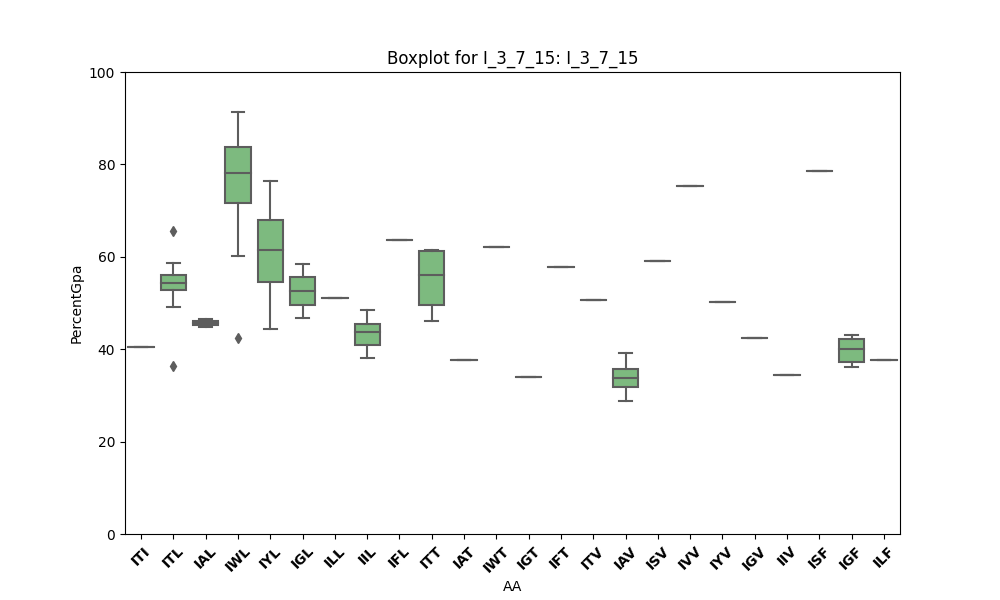 Boxplot for I_3_7_15: I_3_7_15
100
80
60
40
20
0
PercentGpa
ITI ITL IAL IWL IYL IGL ILL IIL IFL ITT IAT IWT IGT IFT ITV IAV ISV IVV IYV IGV IIV ISF IGF ILF
AA